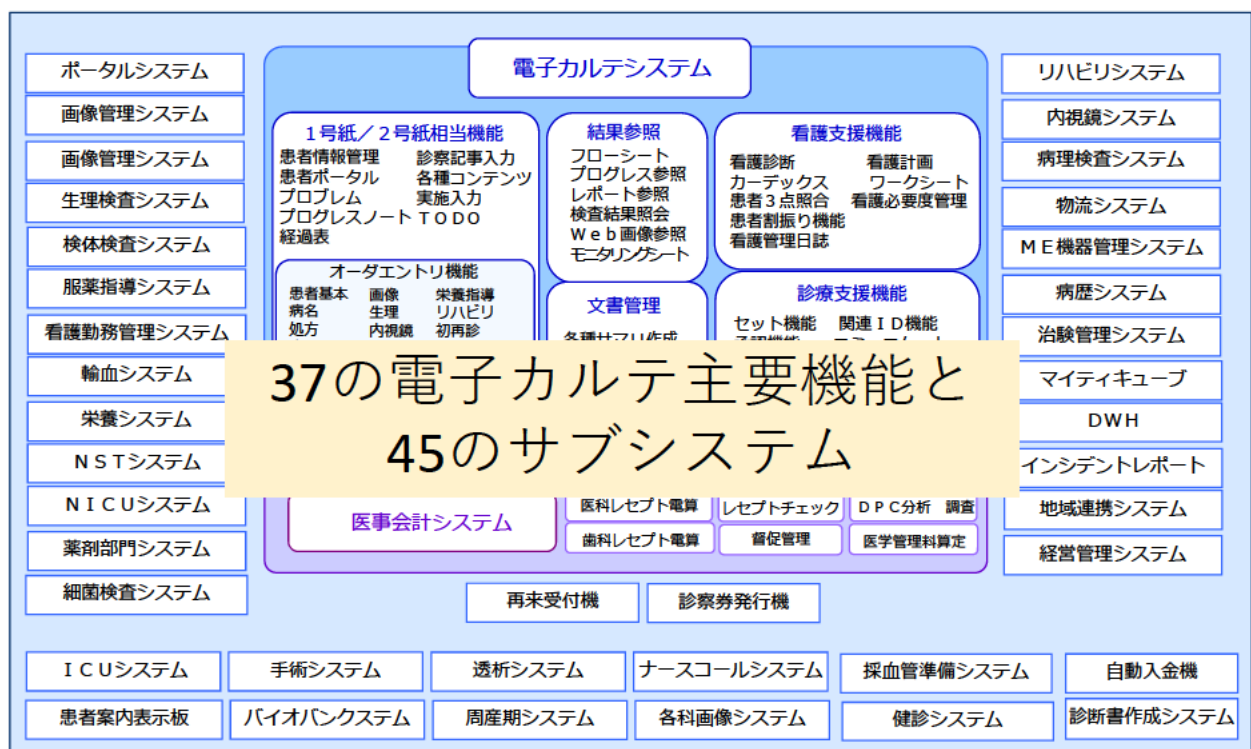 電子カルテシステム
ポータルシステム
画像管理システム
画像管理システム
生理検査システム
検体検査システム
服薬指導システム
看護勤務管理システム
輸血システム
栄養システム
ＮＳＴシステム
ＮＩＣＵシステム
薬剤部門システム
細菌検査システム
１号紙／２号紙相当機能
患者情報管理 診察記事入力
患者ポータル 各種コンテンツ
プロブレム 実施入力
プログレスノート ＴＯＤＯ
経過表
オーダエントリ機能
患者基本 画像 栄養指導
病名 生理 リハビリ
処方 内視鏡 初再診
結果参照
フローシート
プログレス参照
レポート参照
検査結果照会
Ｗｅｂ画像参照
モニタリングシート
文書管理
各種サマリ作成
看護支援機能
看護診断 看護計画
カーデックス ワークシート
患者３点照合 看護必要度管理
患者割振り機能
看護管理日誌
診療支援機能
セット機能 関連ＩＤ機能
37の電子カルテ主要機能と
45のサブシステム
医事会計システム
医科レセプト電算 レセプトチェック ＤＰＣ分析 調査
歯科レセプト電算 督促管理 医学管理料算定
リハビリシステム
内視鏡システム
病理検査システム
物流システム
ＭＥ機器管理システム
病歴システム
治験管理システム
マイティキューブ
ＤＷＨ
インシデントレポート
地域連携システム
経営管理システム
再来受付機 診察券発行機
ＩＣＵシステム 手術システム 透析システム ナースコールシステム 採血管準備システム 自動入金機
患者案内表示板 バイオバンクシステム 周産期システム 各科画像システム 健診システム 診断書作成システム